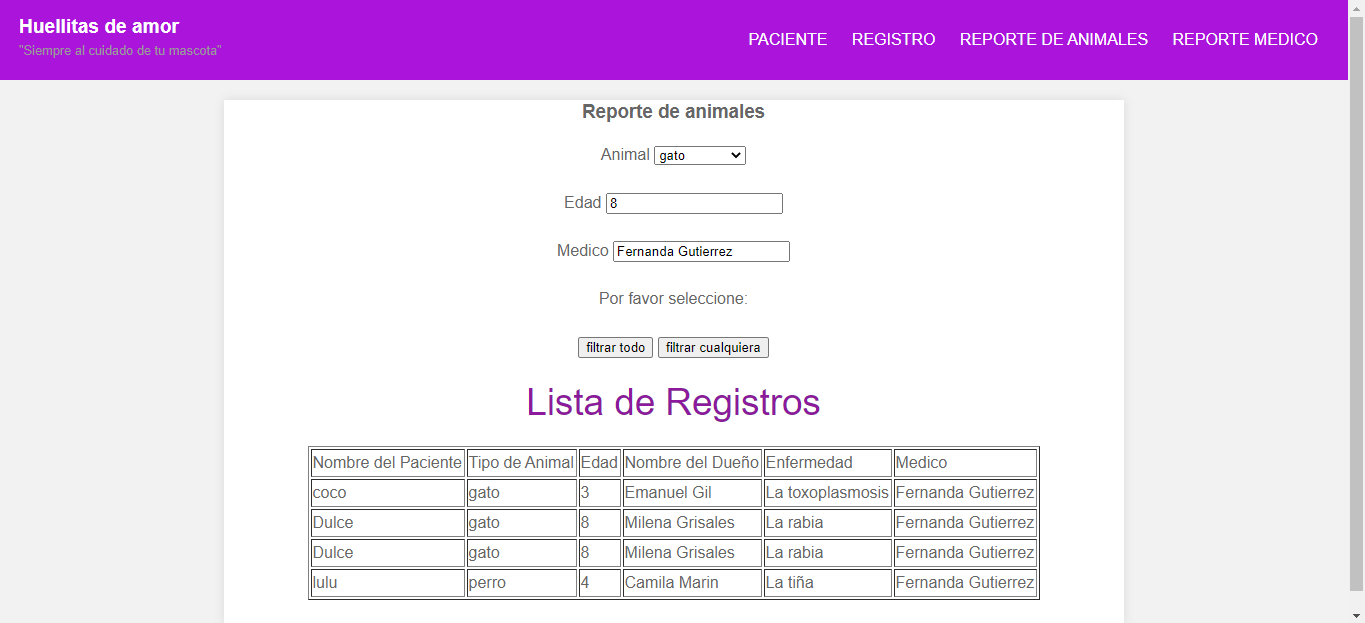 Huellitas de amor
"Siempre al cuidado de tu mascota"
PACIENTE REGISTRO REPORTE DE ANIMALES REPORTE MEDICO
Reporte de animales
Animal gato
Edad 8
Medico Fernanda Gutierrez
Por favor seleccione:
filtrar todo filtrar cualquiera
Lista de Registros
Nombre del Paciente Tipo de Animal Edad Nombre del Dueño Enfermedad Medico
coco gato 3 Emanuel Gil La toxoplasmosis Fernanda Gutierrez
Dulce gato 8 Milena Grisales La rabia Fernanda Gutierrez
Dulce gato 8 Milena Grisales La rabia Fernanda Gutierrez
lulu perro 4 Camila Marin La tiña Fernanda Gutierrez